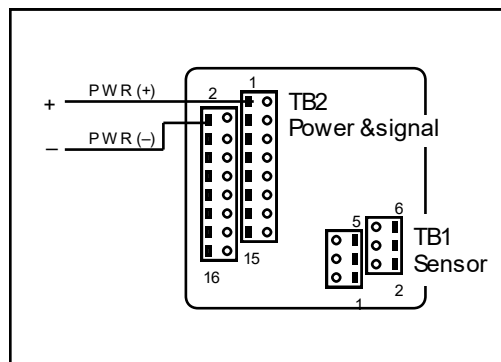 + PWR (+)
2 1
TB2
Power &signal
– PWR (–)
5 6
TB1
Sensor
16 15
1 2